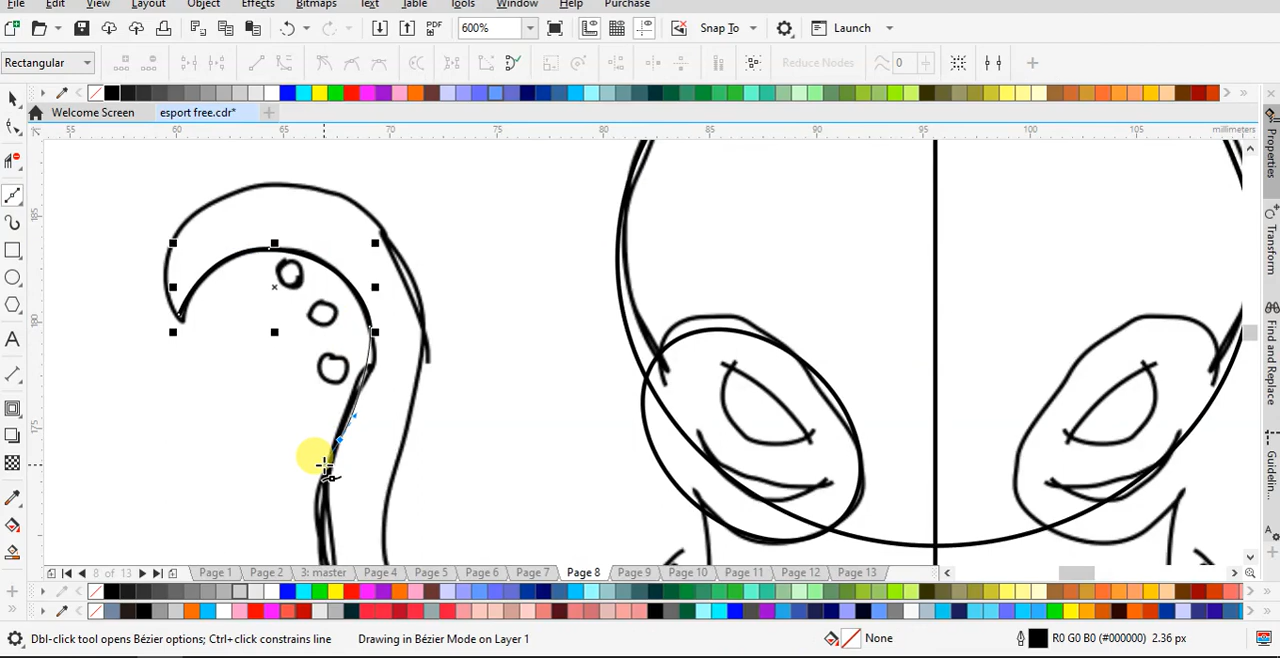 File Edit View Layout Object Effects Bitmaps Text Table Tools Window Help Purchase
PDF 600% Snap To Launch
Rectangular Reduce Nodes 0
Welcome Screen esport free.cdr*
55 60 65 70 80 85 90 95 100 105 millimeters
185
180
175
Properties
Transform
Find and Replace
Guidelin...
8 of 13 Page 1 Page 2 3: master Page 4 Page 5 Page 6 Page 7 Page 8 Page 9 Page 10 Page 11 Page 12 Page 13
Dbl-click tool opens Bézier options; Ctrl+click constrains line Drawing in Bézier Mode on Layer 1 None R0 G0 B0 (#000000) 2.36 px